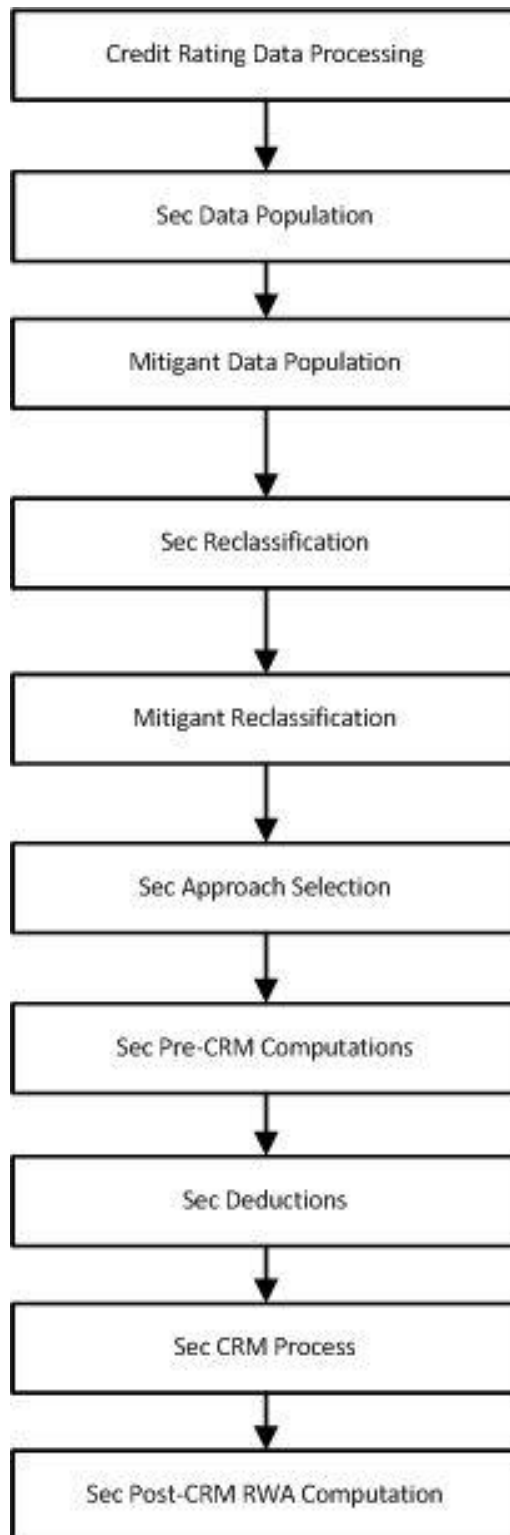 Credit Rating Data Processing
Sec Data Population
Mitigant Data Population
Sec Reclassification
Mitigant Reclassification
Sec Approach Selection
Sec Pre-CRM Computations
Sec Deductions
Sec CRM Process
Sec Post-CRM RWA Computation